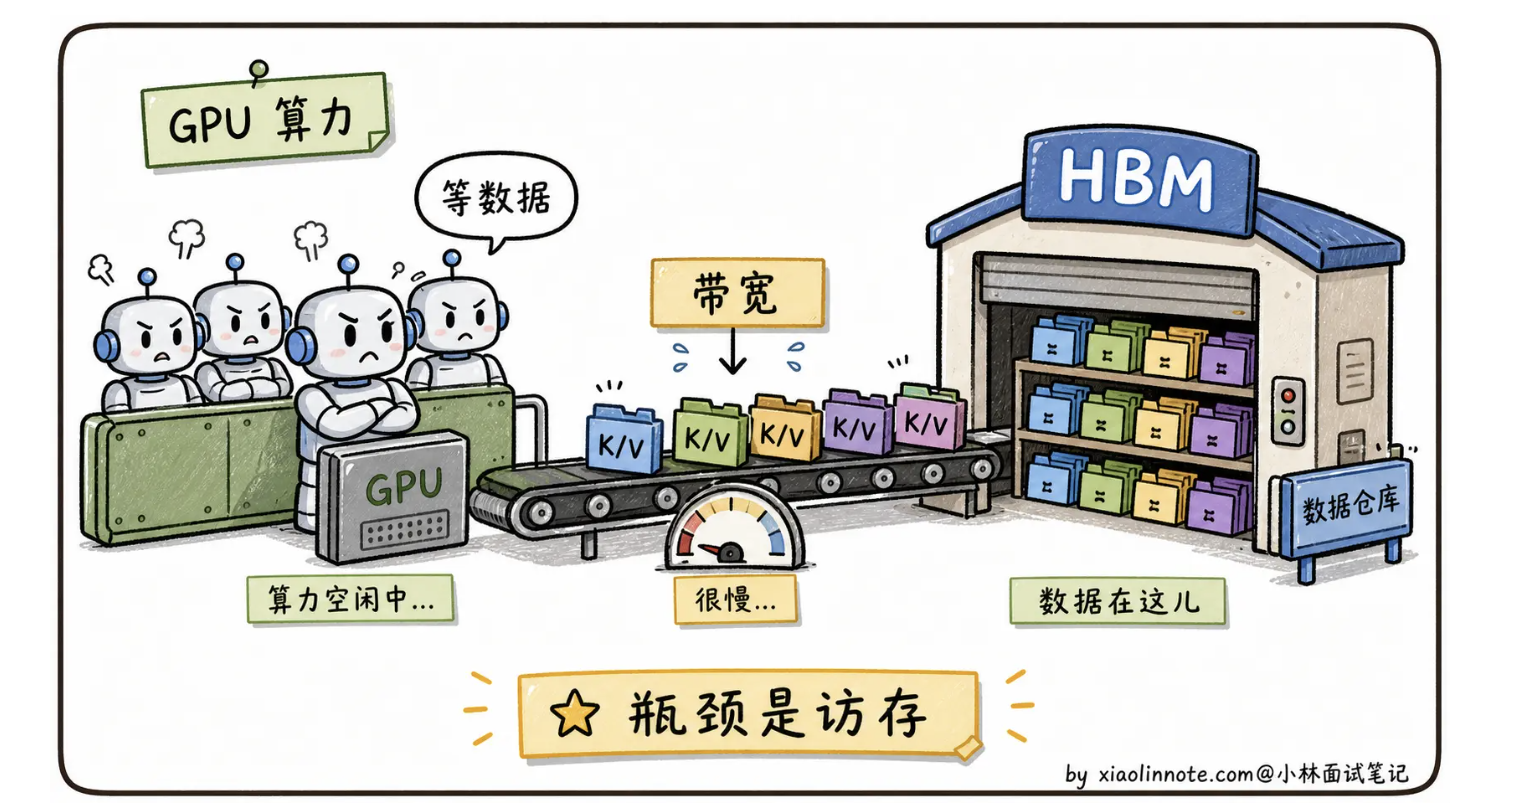 GPU 算力
等数据
HBM
带宽
K/V
K/V
K/V
K/V
K/V
GPU
数据仓库
算力空闲中...
很慢...
数据在这儿
瓶颈是访存
by xiaolinnote.com@小林面试笔记